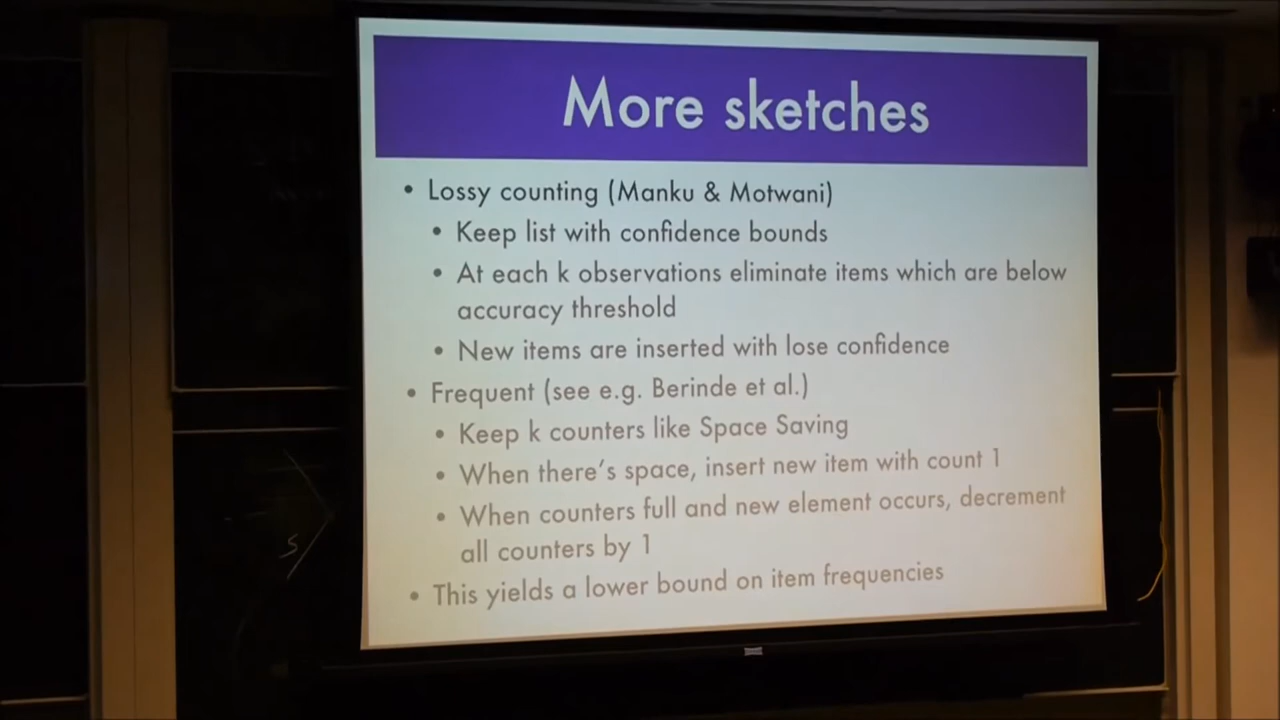 More sketches
• Lossy counting (Manku & Motwani)
• Keep list with confidence bounds
• At each k observations eliminate items which are below
accuracy threshold
• New items are inserted with lose confidence
• Frequent (see e.g. Berinde et al.)
• Keep k counters like Space Saving
• When there's space, insert new item with count 1
• When counters full and new element occurs, decrement
all counters by 1
• This yields a lower bound on item frequencies